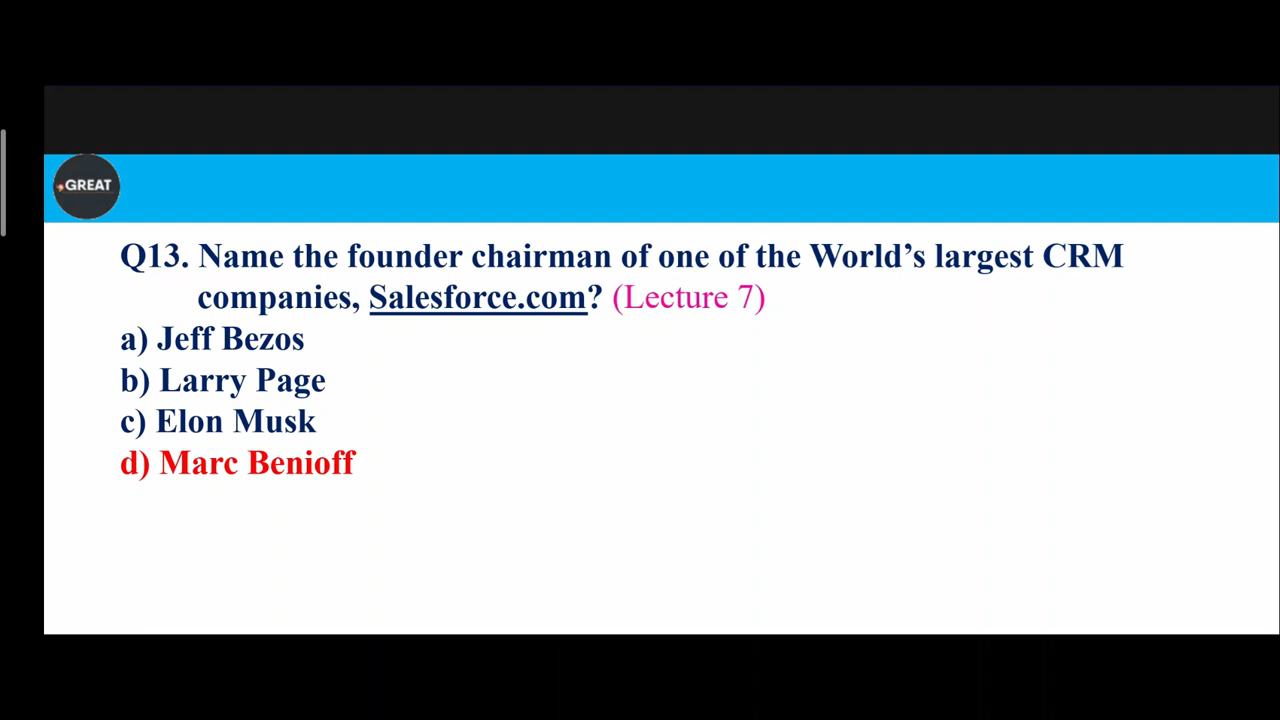 GREAT
Q13. Name the founder chairman of one of the World’s largest CRM
companies, Salesforce.com? (Lecture 7)
a) Jeff Bezos
b) Larry Page
c) Elon Musk
d) Marc Benioff